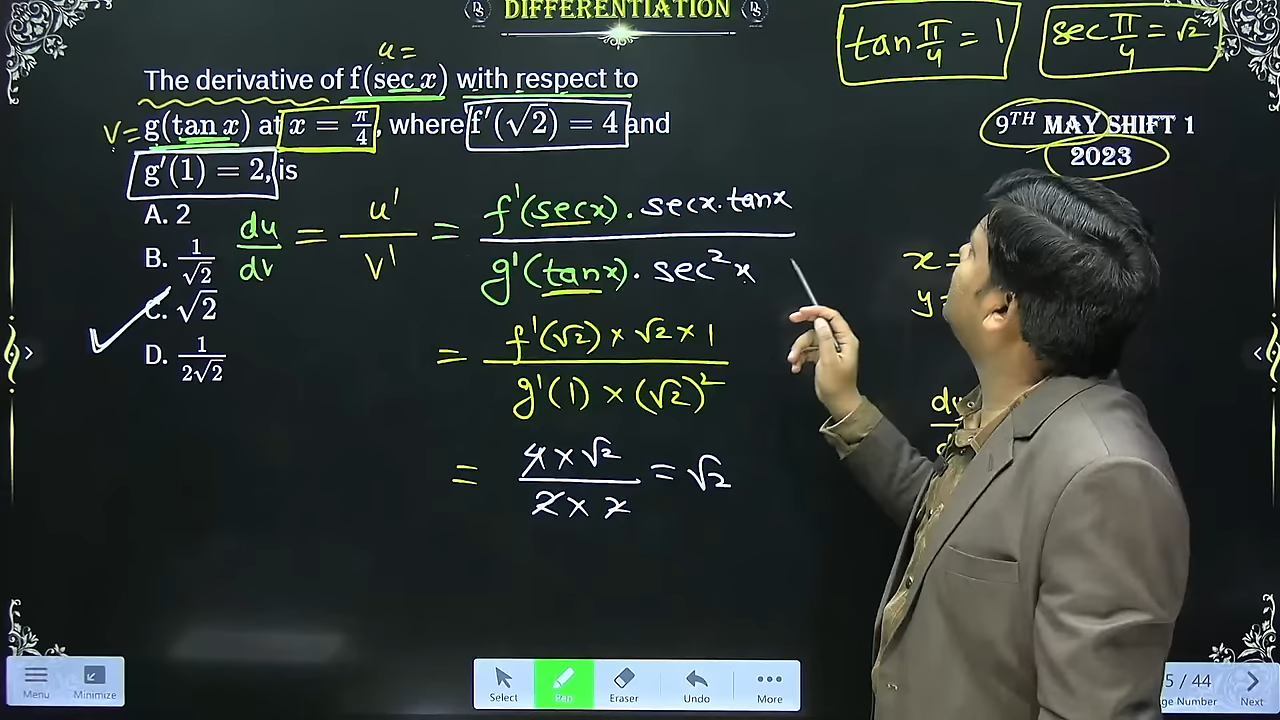 DIFFERENTIATION
tan π/4 = 1
sec π/4 = √2
u =
The derivative of f(sec x) with respect to
v = g(tan x) at x = π/4, where f′(√2) = 4 and
g′(1) = 2, is
9TH MAY SHIFT 1
2023
A. 2
B. 1/√2
C. √2
D. 1/2√2
du/dv = u'/v' = f'(secx) . secx.tanx / g'(tanx) . sec²x
= f'(√2) × √2 × 1 / g'(1) × (√2)²
= 4 × √2 / 2 × 2 = √2
x =
y =
Menu
Minimize
Select
Pen
Eraser
Undo
More
5 / 44
ge Number
Next